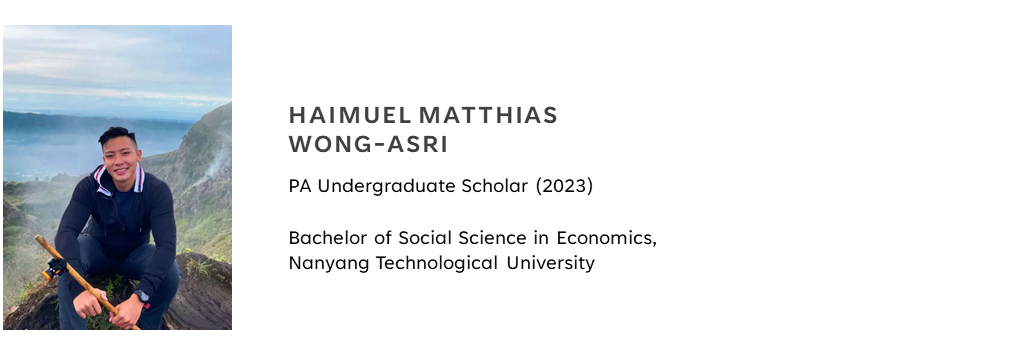 HAIMUEL MATTHIAS
WONG-ASRI
PA Undergraduate Scholar (2023)
Bachelor of Social Science in Economics,
Nanyang Technological University